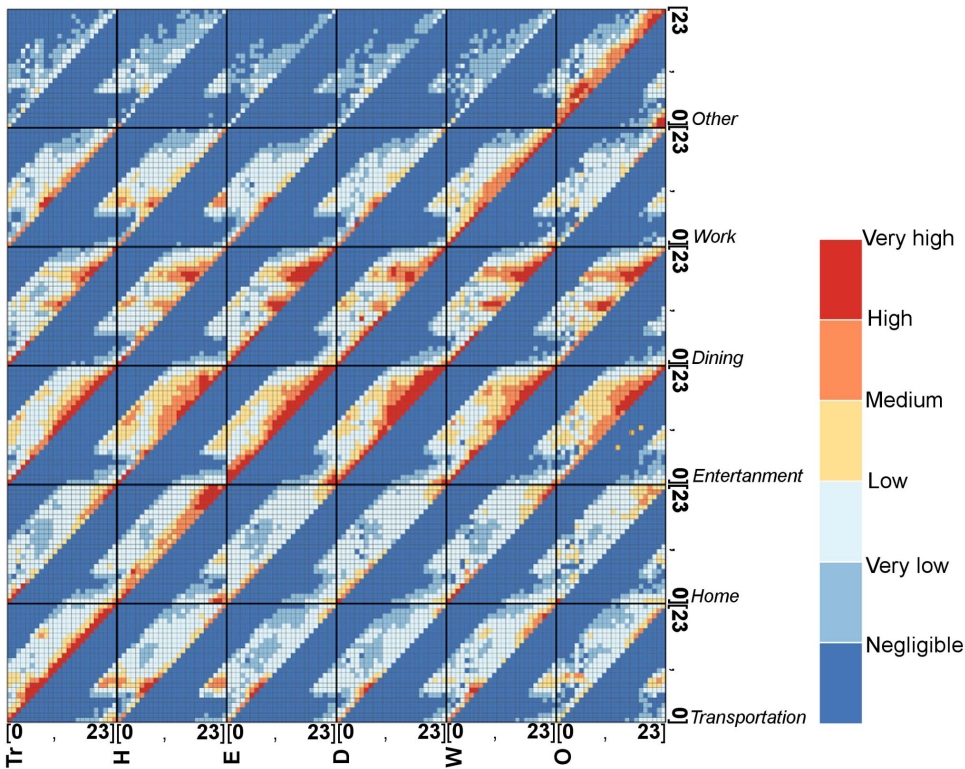 23]
,
[0
Other
23]
,
[0
Work
23]
,
[0
Dining
23]
,
[0
Entertanment
23]
,
[0
Home
23]
,
[0
Transportation
[0 , 23][0 , 23][0 , 23][0 , 23][0 , 23][0 , 23]
Tr H E D W O
Very high
High
Medium
Low
Very low
Negligible